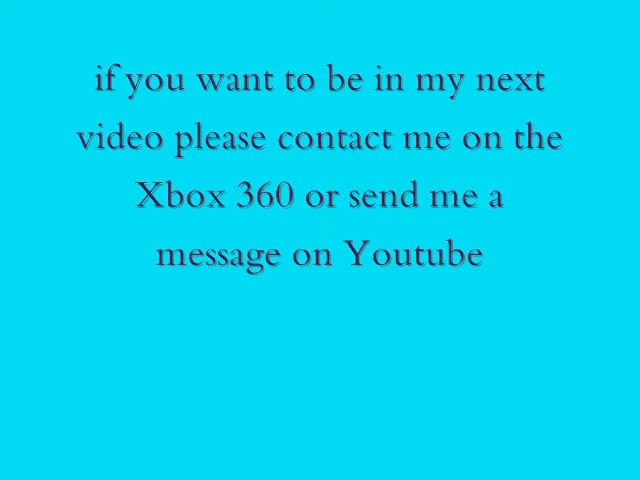 if you want to be in my next
video please contact me on the
Xbox 360 or send me a
message on Youtube